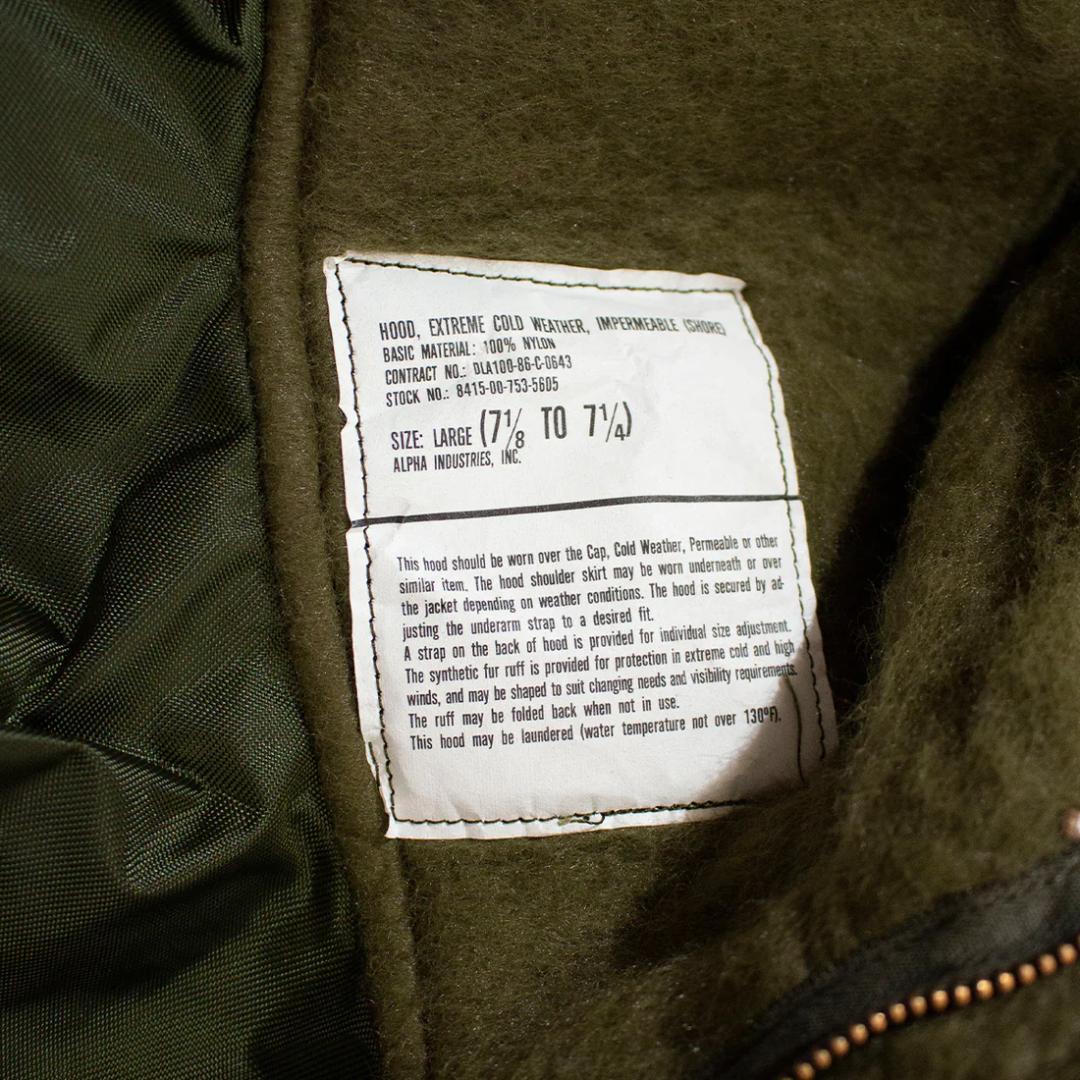 HOOD, EXTREME COLD WEATHER, IMPERMEABLE (SHORE)
BASIC MATERIAL: 100% NYLON
CONTRACT NO.: DLA100-86-C-0643
STOCK NO.: 8415-00-753-5605
SIZE: LARGE (7⅛ TO 7¼)
ALPHA INDUSTRIES, INC.
This hood should be worn over the Cap, Cold Weather, Permeable or other
similar item. The hood shoulder skirt may be worn underneath or over
the jacket depending on weather conditions. The hood is secured by ad-
justing the underarm strap to a desired fit.
A strap on the back of hood is provided for individual size adjustment.
The synthetic fur ruff is provided for protection in extreme cold and high
winds, and may be shaped to suit changing needs and visibility requirements.
The ruff may be folded back when not in use.
This hood may be laundered (water temperature not over 130°F).